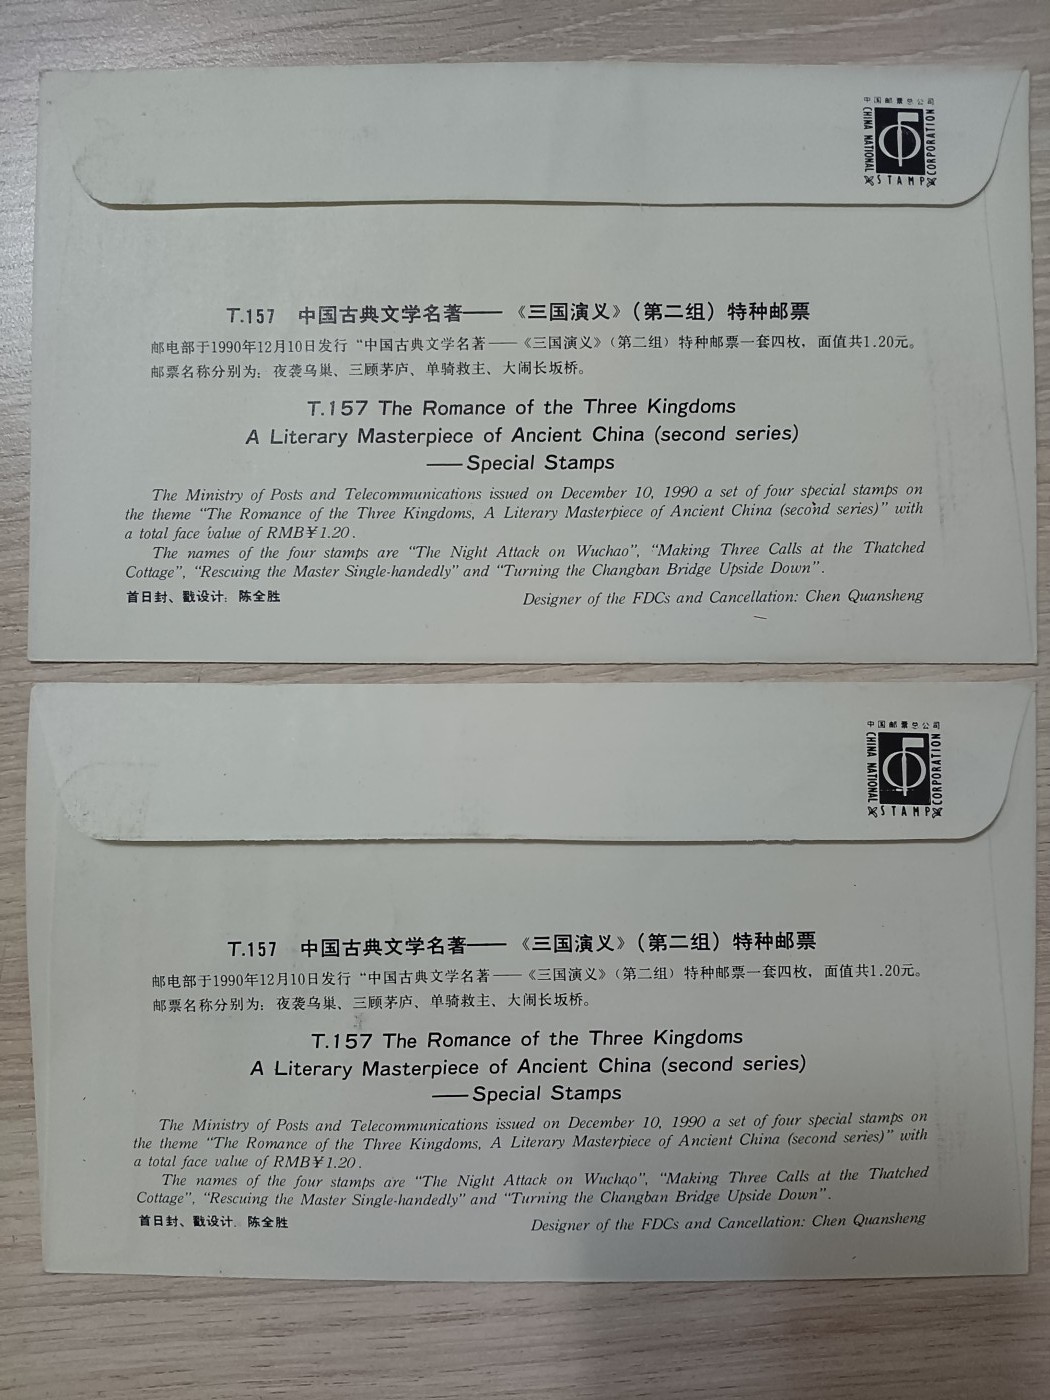 中国邮票总公司
CHINA NATIONAL
STAMP
CORPORATION
T.157 中国古典文学名著——《三国演义》（第二组）特种邮票
邮电部于1990年12月10日发行“中国古典文学名著——《三国演义》（第二组）特种邮票一套四枚，面值共1.20元。
邮票名称分别为：夜袭乌巢、三顾茅庐、单骑救主、大闹长坂桥。
T.157 The Romance of the Three Kingdoms
A Literary Masterpiece of Ancient China (second series)
——Special Stamps
The Ministry of Posts and Telecommunications issued on December 10, 1990 a set of four special stamps on
the theme “The Romance of the Three Kingdoms, A Literary Masterpiece of Ancient China (second series)” with
a total face value of RMB¥1.20.
The names of the four stamps are “The Night Attack on Wuchao”, “Making Three Calls at the Thatched
Cottage”, “Rescuing the Master Single-handedly” and “Turning the Changban Bridge Upside Down”.
首日封、戳设计：陈全胜 Designer of the FDCs and Cancellation: Chen Quansheng
中国邮票总公司
CHINA NATIONAL
STAMP
CORPORATION
T.157 中国古典文学名著——《三国演义》（第二组）特种邮票
邮电部于1990年12月10日发行“中国古典文学名著——《三国演义》（第二组）特种邮票一套四枚，面值共1.20元。
邮票名称分别为：夜袭乌巢、三顾茅庐、单骑救主、大闹长坂桥。
T.157 The Romance of the Three Kingdoms
A Literary Masterpiece of Ancient China (second series)
——Special Stamps
The Ministry of Posts and Telecommunications issued on December 10, 1990 a set of four special stamps on
the theme “The Romance of the Three Kingdoms, A Literary Masterpiece of Ancient China (second series)” with
a total face value of RMB¥1.20.
The names of the four stamps are “The Night Attack on Wuchao”, “Making Three Calls at the Thatched
Cottage”, “Rescuing the Master Single-handedly” and “Turning the Changban Bridge Upside Down”.
首日封、戳设计：陈全胜 Designer of the FDCs and Cancellation: Chen Quansheng